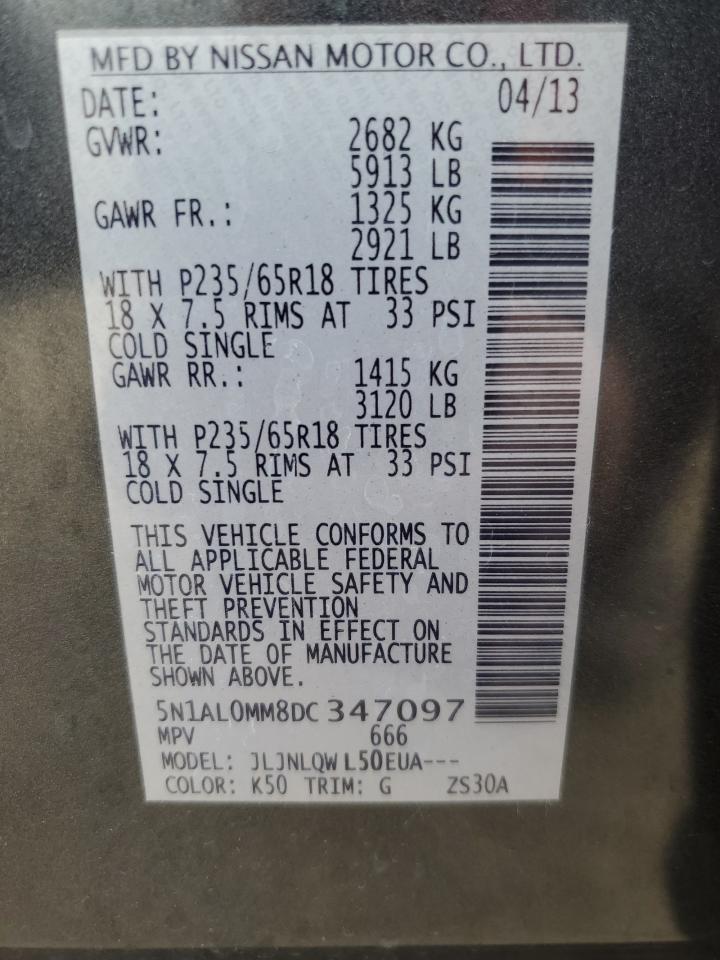 MFD BY NISSAN MOTOR CO., LTD.
DATE: 04/13
GVWR: 2682 KG
5913 LB
GAWR FR.: 1325 KG
2921 LB
WITH P235/65R18 TIRES
18 X 7.5 RIMS AT 33 PSI
COLD SINGLE
GAWR RR.: 1415 KG
3120 LB
WITH P235/65R18 TIRES
18 X 7.5 RIMS AT 33 PSI
COLD SINGLE
THIS VEHICLE CONFORMS TO
ALL APPLICABLE FEDERAL
MOTOR VEHICLE SAFETY AND
THEFT PREVENTION
STANDARDS IN EFFECT ON
THE DATE OF MANUFACTURE
SHOWN ABOVE.
5N1AL0MM8DC 347097
MPV 666
MODEL: JLJNLQW L50EUA---
COLOR: K50 TRIM: G ZS30A